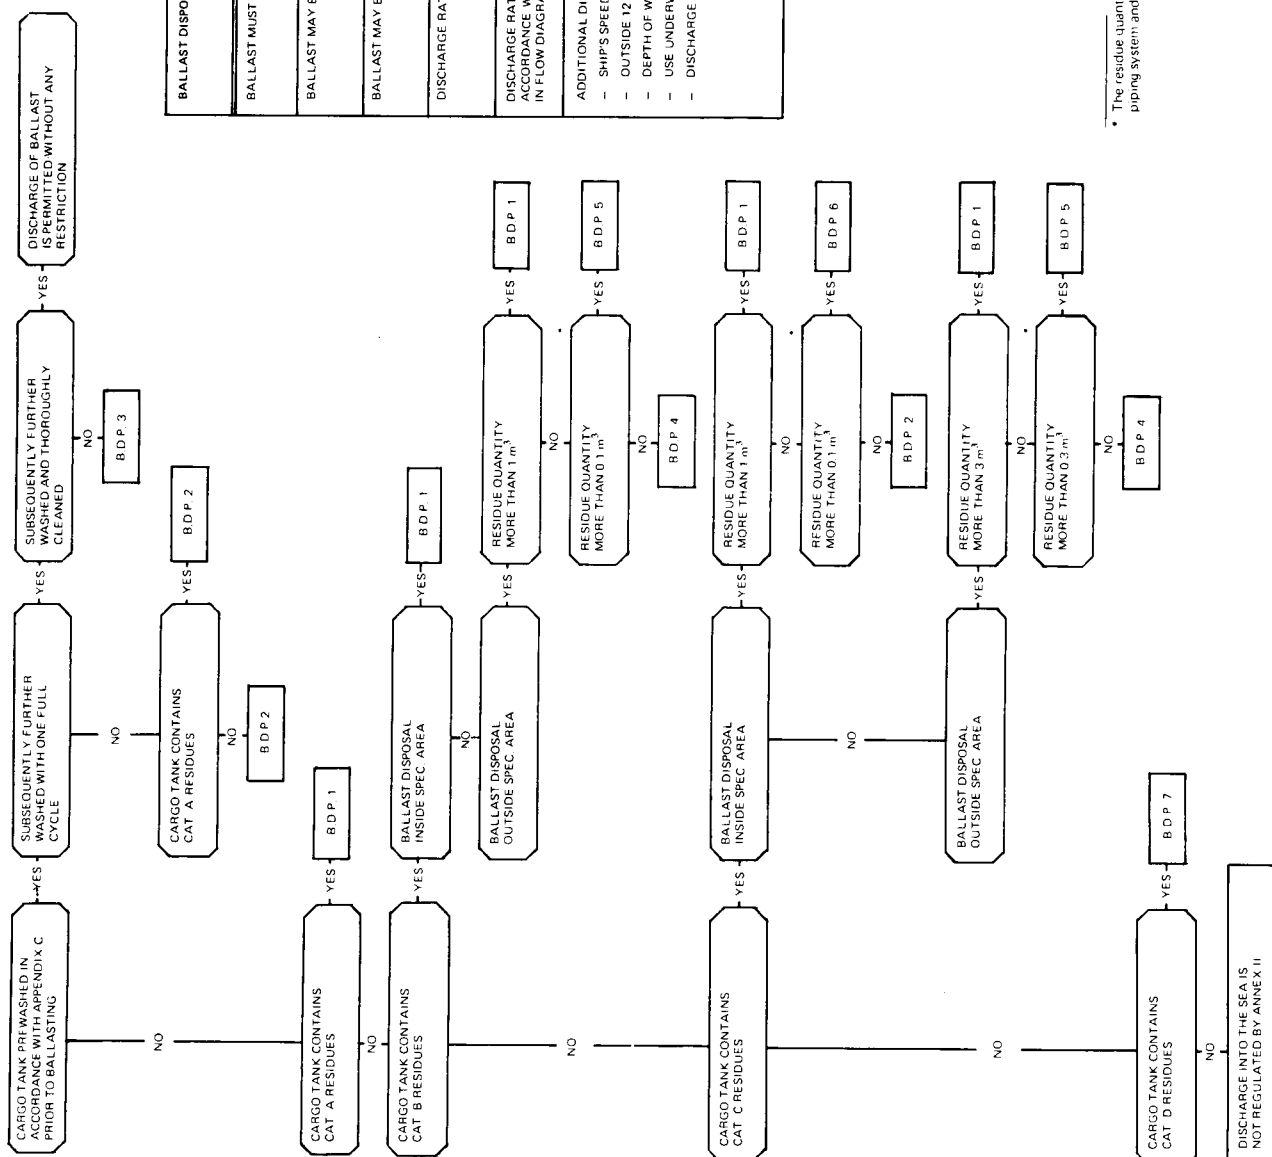 CARGO TANK PREWASHED IN
ACCORDANCE WITH APPENDIX C
PRIOR TO BALLASTING
YES
SUBSEQUENTLY FURTHER
WASHED WITH ONE FULL
CYCLE
YES
SUBSEQUENTLY FURTHER
WASHED AND THOROUGHLY
CLEANED
YES
DISCHARGE OF BALLAST
IS PERMITTED WITHOUT ANY
RESTRICTION
NO
B D P. 3
NO
CARGO TANK CONTAINS
CAT A RESIDUES
YES
B D P. 2
NO
B D P. 2
NO
CARGO TANK CONTAINS
CAT A RESIDUES
YES
B D P. 1
NO
CARGO TANK CONTAINS
CAT B RESIDUES
YES
BALLAST DISPOSAL
INSIDE SPEC. AREA
YES
B D P. 1
NO
BALLAST DISPOSAL
OUTSIDE SPEC. AREA
YES
RESIDUE QUANTITY
MORE THAN 1 m³
YES
B D P 1
NO
RESIDUE QUANTITY
MORE THAN 0 1 m³
YES
B D P 5
NO
B D P 4
NO
CARGO TANK CONTAINS
CAT C RESIDUES
YES
BALLAST DISPOSAL
INSIDE SPEC AREA
YES
RESIDUE QUANTITY
MORE THAN 1 m³
YES
B D P 1
NO
RESIDUE QUANTITY
MORE THAN 0.1 m³
YES
B D P 6
NO
B D P 2
NO
BALLAST DISPOSAL
OUTSIDE SPEC AREA
YES
RESIDUE QUANTITY
MORE THAN 3 m³
YES
B D P 1
NO
RESIDUE QUANTITY
MORE THAN 0 3 m³
YES
B D P 5
NO
B D P 4
NO
CARGO TANK CONTAINS
CAT D RESIDUES
YES
B D P 7
NO
DISCHARGE INTO THE SEA IS
NOT REGULATED BY ANNEX II
BALLAST DISPO
BALLAST MUST
BALLAST MAY B
BALLAST MAY E
DISCHARGE RA
DISCHARGE RAT
ACCORDANCE W
IN FLOW DIAGRA
ADDITIONAL DI
– SHIP'S SPEED
– OUTSIDE 12
– DEPTH OF W
– USE UNDERW
– DISCHARGE
* The residue quant
piping system and